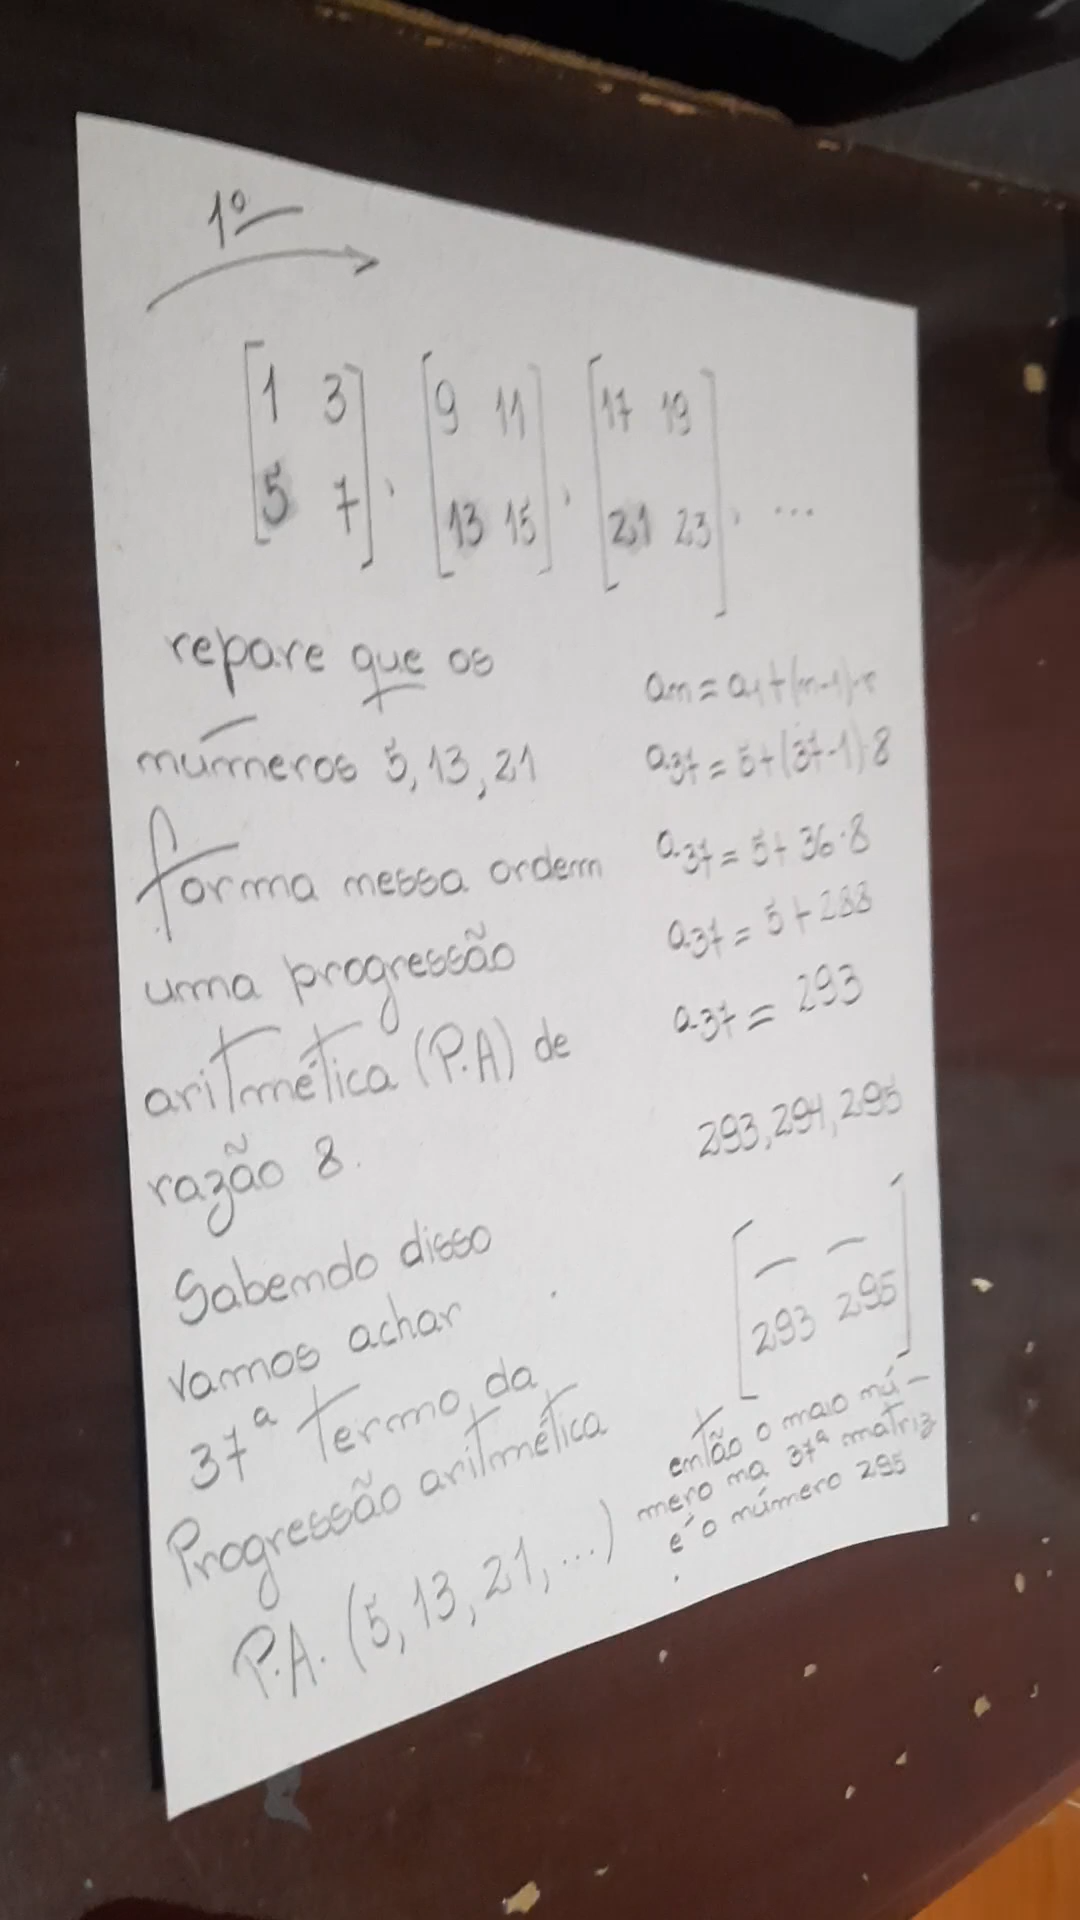 1º
1 3 9 11 17 19
5 7 , 13 15 , 21 23 , ...
repare que os
números 5, 13, 21
forma nessa ordem
uma progressão
aritmética (P.A) de
razão 8.
Sabendo disso
vamos achar
37ª termo da
Progressão aritmética
P.A. (5, 13, 21, ...)
an = a1 + (n-1)·r
a37 = 5 + (37-1)·8
a37 = 5 + 36·8
a37 = 5 + 288
a37 = 293
293, 294, 295
— —
293 295
então o maio nú-
mero na 37ª matriz
é o número 295